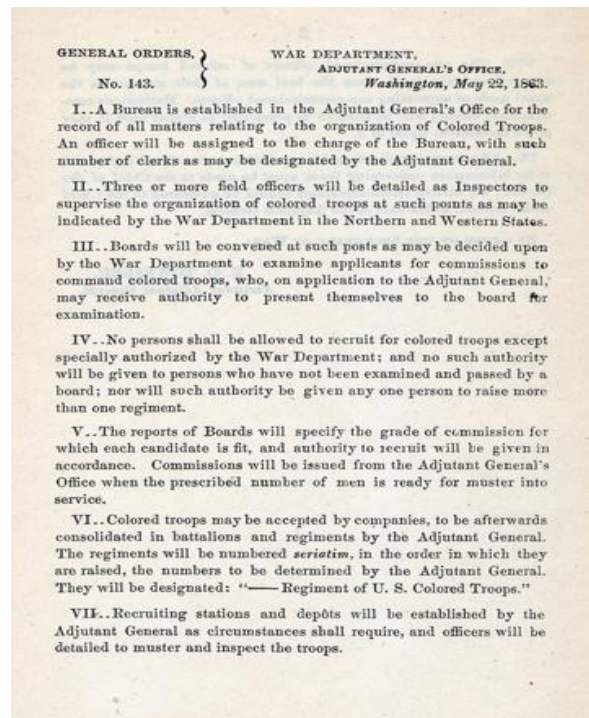 GENERAL ORDERS,
No. 143.
WAR DEPARTMENT,
ADJUTANT GENERAL'S OFFICE,
Washington, May 22, 1863.
I..A Bureau is established in the Adjutant General's Office for the
record of all matters relating to the organization of Colored Troops.
An officer will be assigned to the charge of the Bureau, with such
number of clerks as may be designated by the Adjutant General.
II..Three or more field officers will be detailed as Inspectors to
supervise the organization of colored troops at such points as may be
indicated by the War Department in the Northern and Western States.
III..Boards will be convened at such posts as may be decided upon
by the War Department to examine applicants for commissions to
command colored troops, who, on application to the Adjutant General,
may receive authority to present themselves to the board for
examination.
IV..No persons shall be allowed to recruit for colored troops except
specially authorized by the War Department; and no such authority
will be given to persons who have not been examined and passed by a
board; nor will such authority be given any one person to raise more
than one regiment.
V..The reports of Boards will specify the grade of commission for
which each candidate is fit, and authority to recruit will be given in
accordance. Commissions will be issued from the Adjutant General's
Office when the prescribed number of men is ready for muster into
service.
VI..Colored troops may be accepted by companies, to be afterwards
consolidated in battalions and regiments by the Adjutant General.
The regiments will be numbered seriatim, in the order in which they
are raised, the numbers to be determined by the Adjutant General.
They will be designated: "——Regiment of U. S. Colored Troops."
VII..Recruiting stations and depôts will be established by the
Adjutant General as circumstances shall require, and officers will be
detailed to muster and inspect the troops.